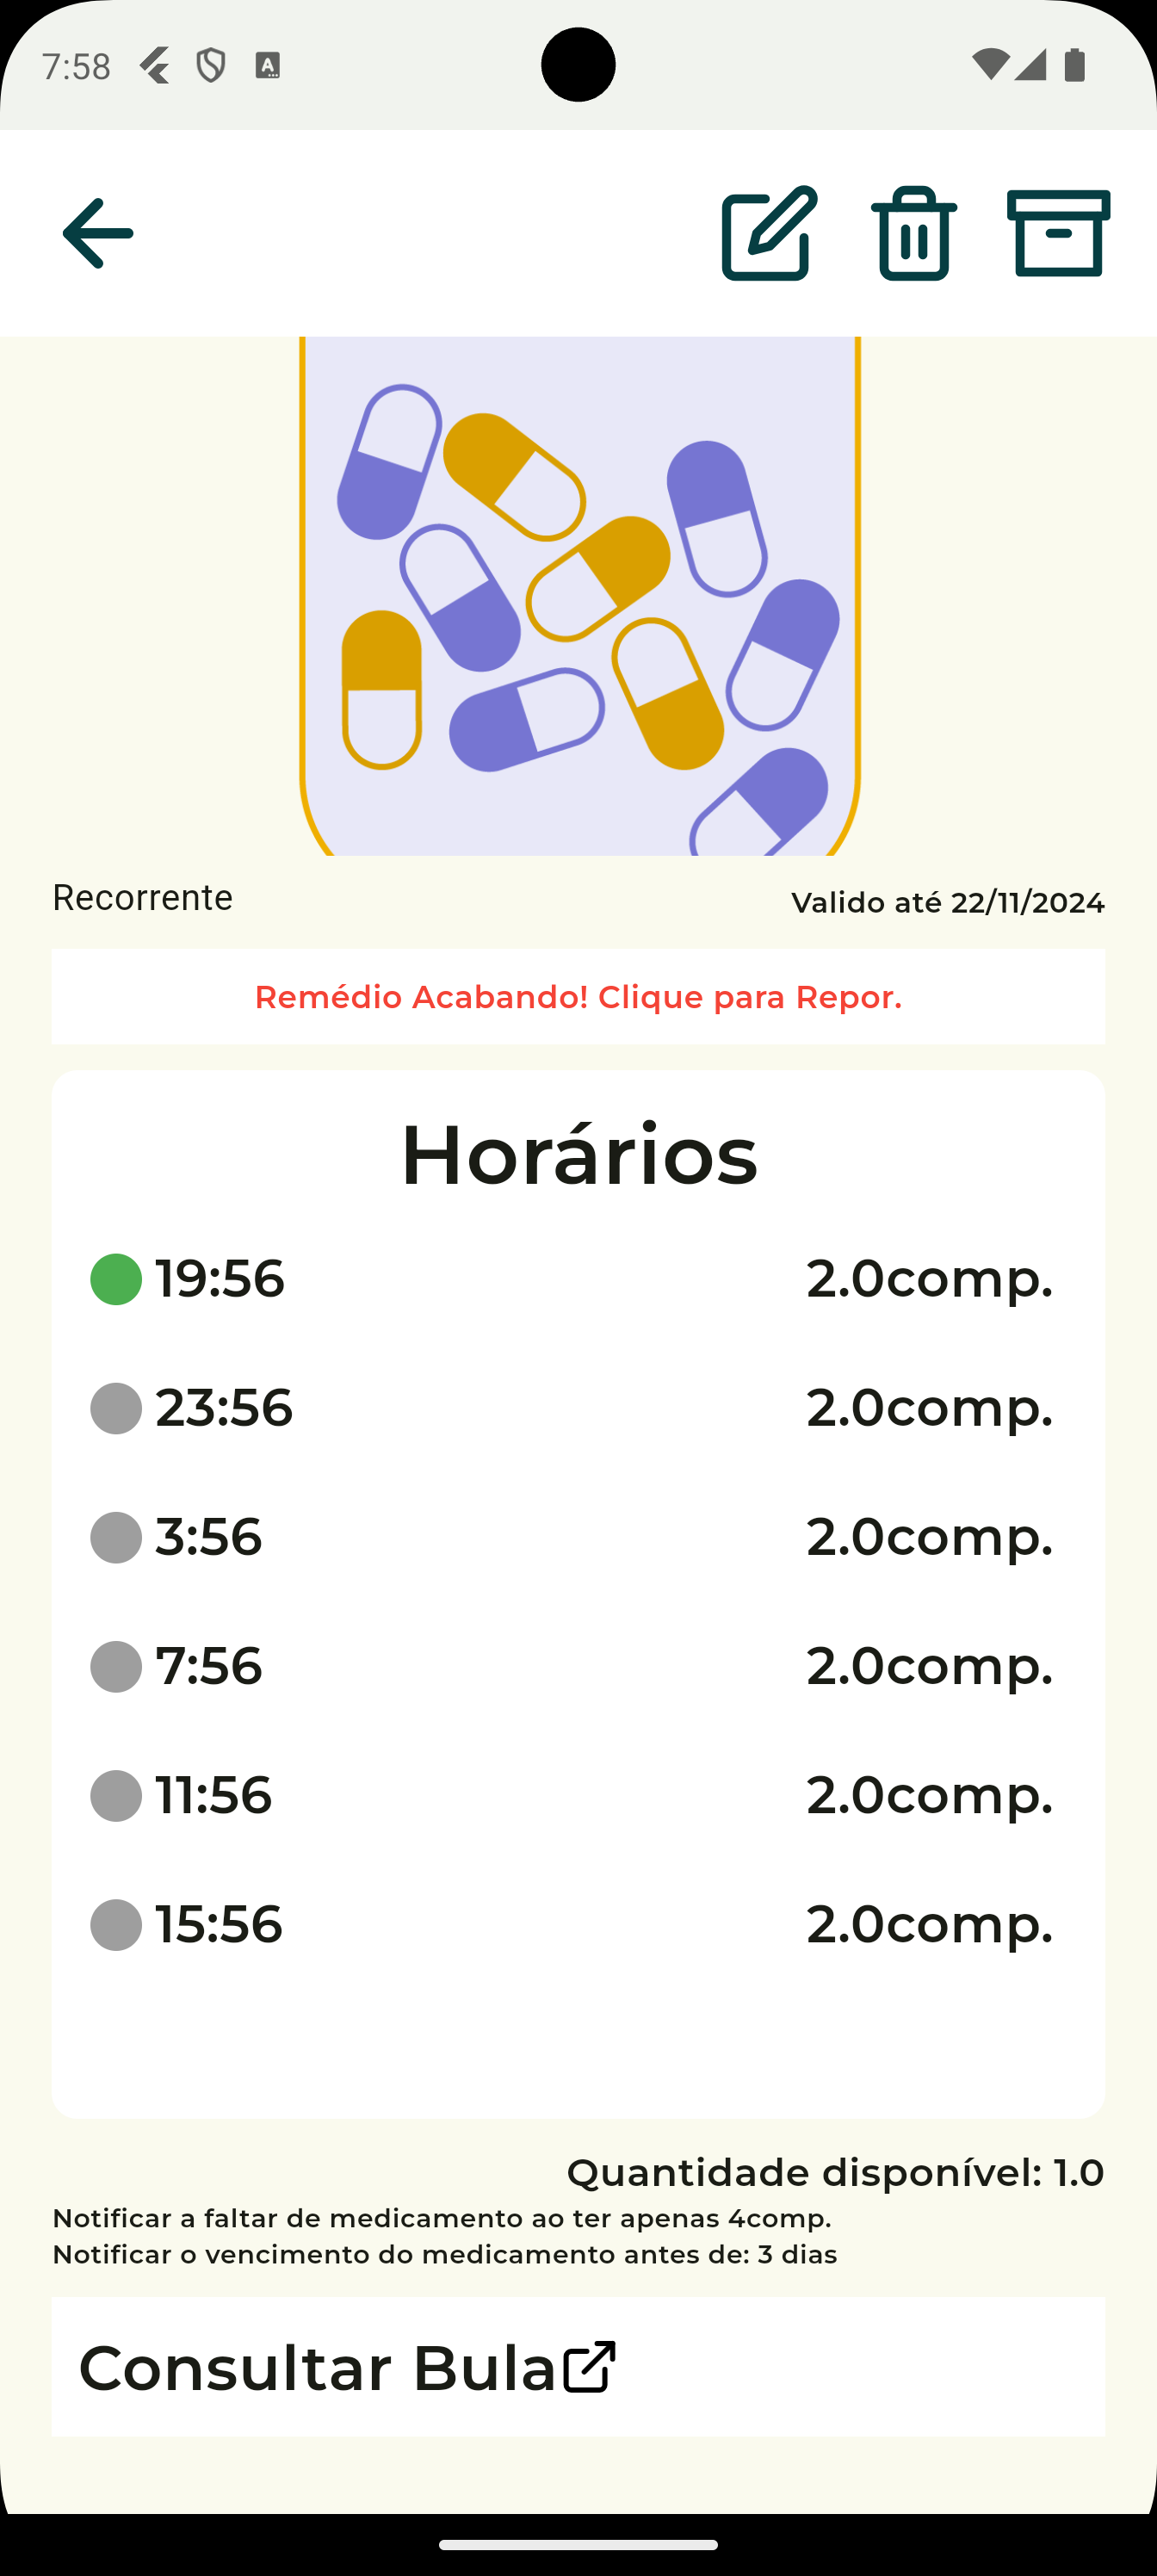 7:58
A
Recorrente
Valido até 22/11/2024
Remédio Acabando! Clique para Repor.
Horários
19:56 2.0comp.
23:56 2.0comp.
3:56 2.0comp.
7:56 2.0comp.
11:56 2.0comp.
15:56 2.0comp.
Quantidade disponível: 1.0
Notificar a faltar de medicamento ao ter apenas 4comp.
Notificar o vencimento do medicamento antes de: 3 dias
Consultar Bula